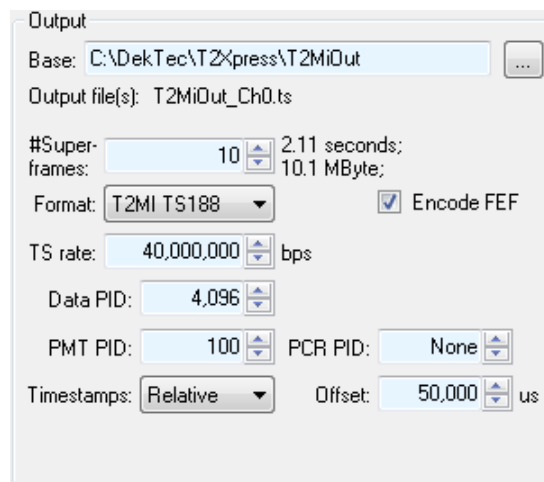 Output
Base: C:\DekTec\T2Xpress\T2MiOut ...
Output file(s): T2MiOut_Ch0.ts
#Super-frames: 10 2.11 seconds;
10.1 MByte;
Format: T2MI TS188 Encode FEF
TS rate: 40,000,000 bps
Data PID: 4,096
PMT PID: 100 PCR PID: None
Timestamps: Relative Offset: 50,000 us